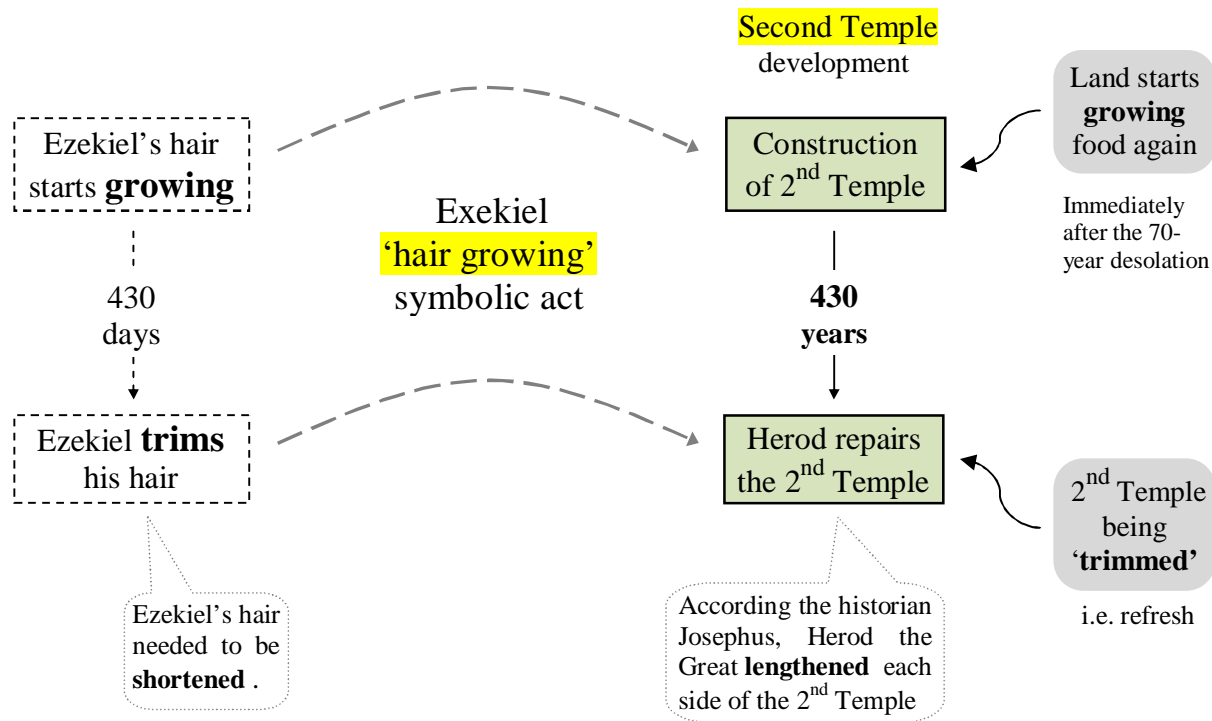 Second Temple
development
Ezekiel’s hair
starts growing
Construction
of 2nd Temple
Land starts
growing
food again
Immediately
after the 70-
year desolation
Exekiel
‘hair growing’
symbolic act
430
days
430
years
Ezekiel trims
his hair
Herod repairs
the 2nd Temple
2nd Temple
being
‘trimmed’
i.e. refresh
Ezekiel’s hair
needed to be
shortened .
According the historian
Josephus, Herod the
Great lengthened each
side of the 2nd Temple